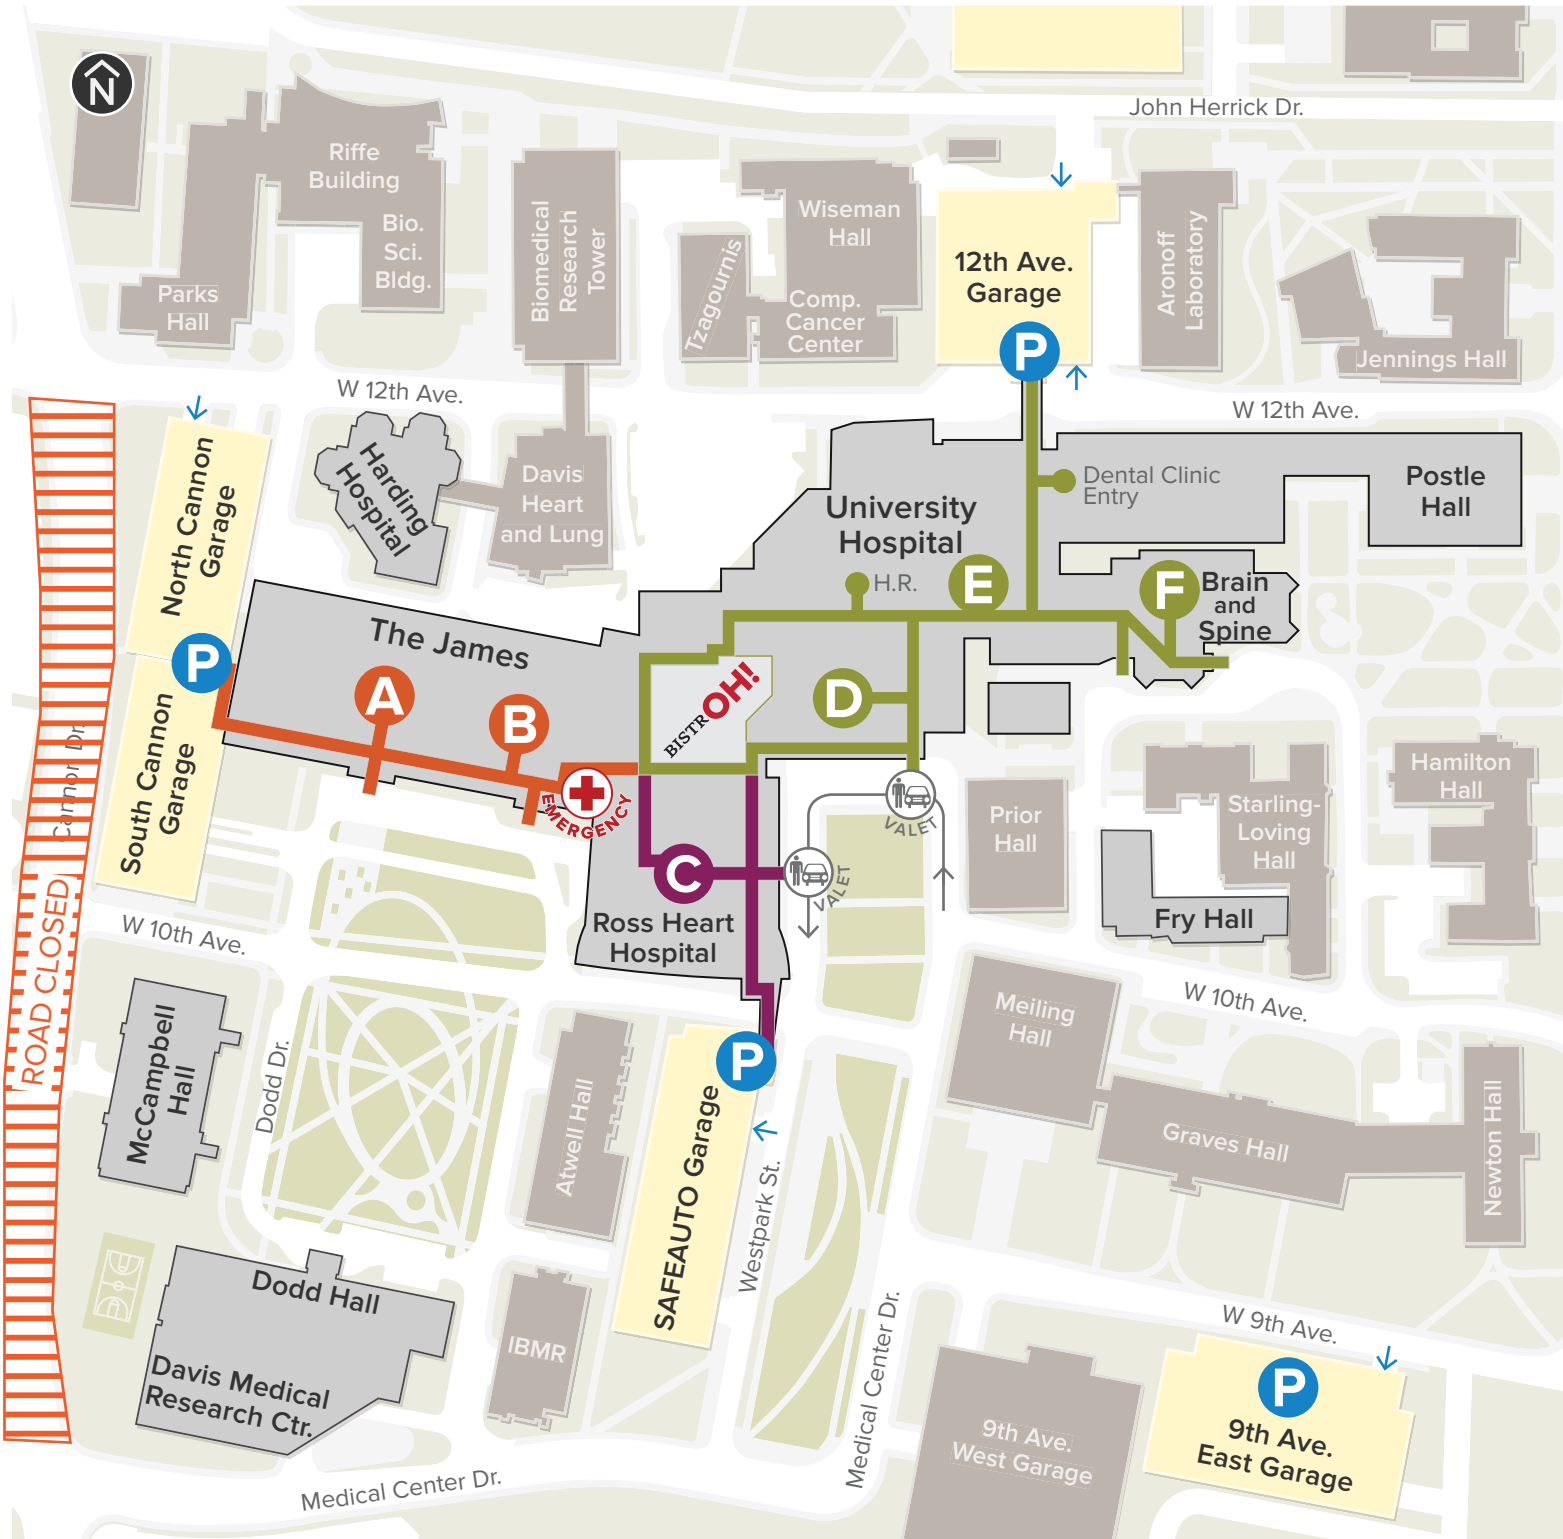 N
John Herrick Dr.
Riffe
Building
Bio.
Sci.
Bldg.
Parks
Hall
Biomedical
Research
Tower
Tzagournis
Wiseman
Hall
Comp.
Cancer
Center
12th Ave.
Garage
P
Aronoff
Laboratory
Jennings Hall
W 12th Ave.
W 12th Ave.
North Cannon
Garage
Harding
Hospital
Davis
Heart
and Lung
University
Hospital
Dental Clinic
Entry
Postle
Hall
H.R.
E
F
Brain
and
Spine
The James
P
A
B
D
BISTROH!
EMERGENCY
South Cannon
Garage
Cannon Dr.
ROAD CLOSED
VALET
VALET
C
Ross Heart
Hospital
Prior
Hall
Starling-
Loving
Hall
Hamilton
Hall
Fry Hall
W 10th Ave.
W 10th Ave.
McCampbell
Hall
Dodd Dr.
Atwell Hall
P
SAFEAUTO Garage
Westpark St.
Meiling
Hall
Graves Hall
Newton Hall
Dodd Hall
Davis Medical
Research Ctr.
IBMR
Medical Center Dr.
Medical Center Dr.
W 9th Ave.
9th Ave.
West Garage
P
9th Ave.
East Garage